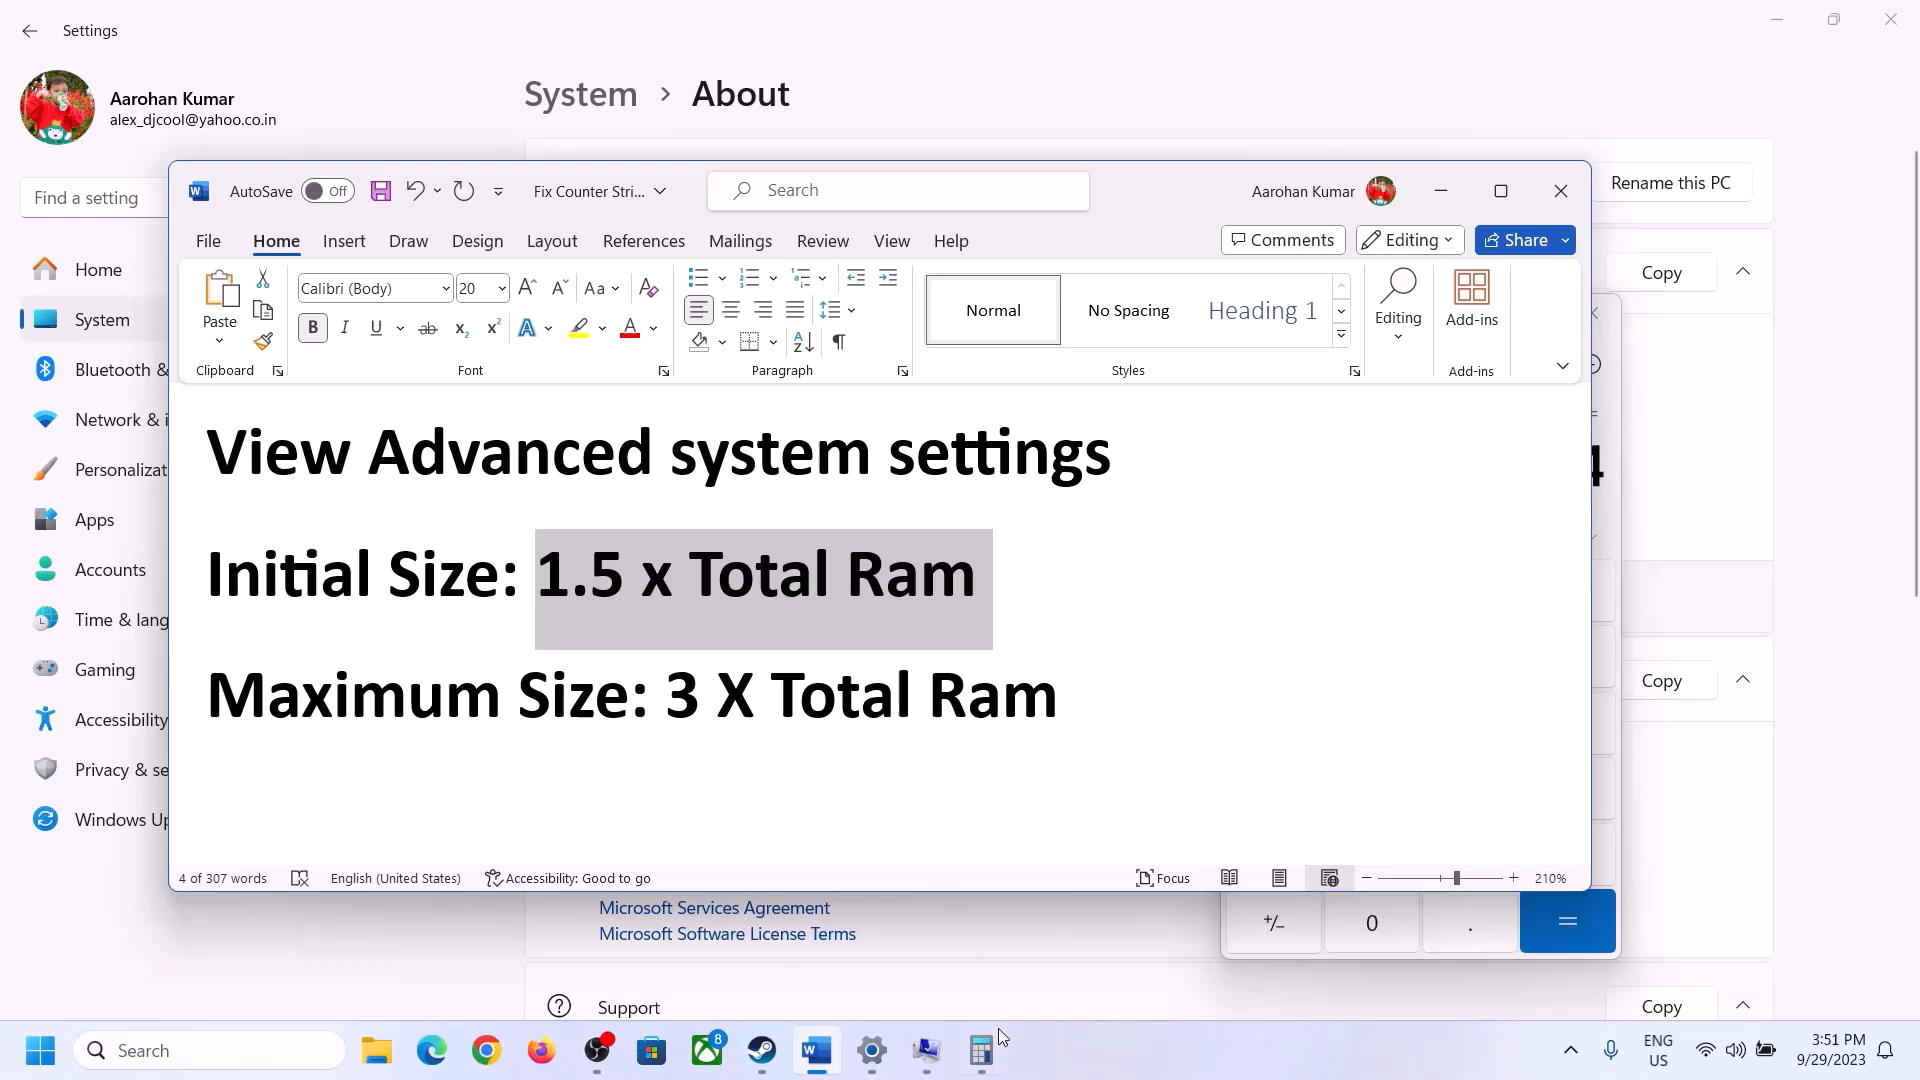 Settings
Aarohan Kumar
alex_djcool@yahoo.co.in
System > About
Find a setting
Rename this PC
AutoSave Off
Fix Counter Stri...
Search
Aarohan Kumar
File Home Insert Draw Design Layout References Mailings Review View Help
Comments Editing Share
Home
System
Bluetooth &
Network & i
Personalizat
Apps
Accounts
Time & lang
Gaming
Accessibility
Privacy & se
Windows Up
Copy
Paste
Calibri (Body) 20
Normal
No Spacing
Heading 1
Editing
Add-ins
Clipboard
Font
Paragraph
Styles
Add-ins
View Advanced system settings
Initial Size: 1.5 x Total Ram
Maximum Size: 3 X Total Ram
4
Copy
4 of 307 words
English (United States)
Accessibility: Good to go
Focus
210%
Microsoft Services Agreement
Microsoft Software License Terms
+/− 0 . =
Support
Copy
Search
8
ENG
US
3:51 PM
9/29/2023